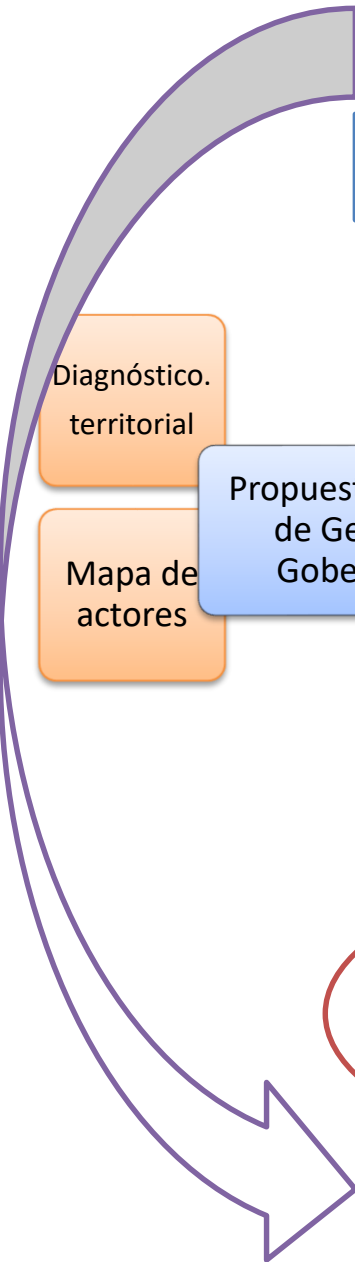 Diagnóstico.
territorial
Mapa de
actores
Propuest
de Ge
Gobe